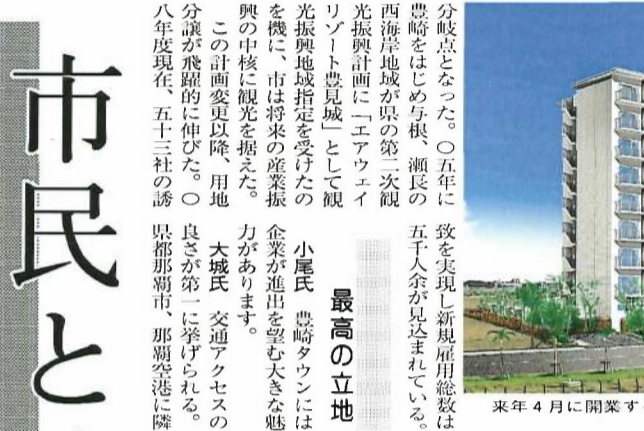 分岐点となった。〇五年に
豊崎をはじめ与根、瀬長の
西海岸地域が県の第二次観
光振興計画に「エアウェイ
リゾート豊見城」として観
光振興地域指定を受けたの
を機に、市は将来の産業振
興の中核に観光を据えた。
　この計画変更以降、用地
分譲が飛躍的に伸びた。〇
八年度現在、五十三社の誘
致を実現し新規雇用総数は
五千人余が見込まれている。
最高の立地
小尾氏　豊崎タウンには
企業が進出を望む大きな魅
力があります。
大城氏　交通アクセスの
良さが第一に挙げられる。
県都那覇市、那覇空港に隣
市民と
来年4月に開業す